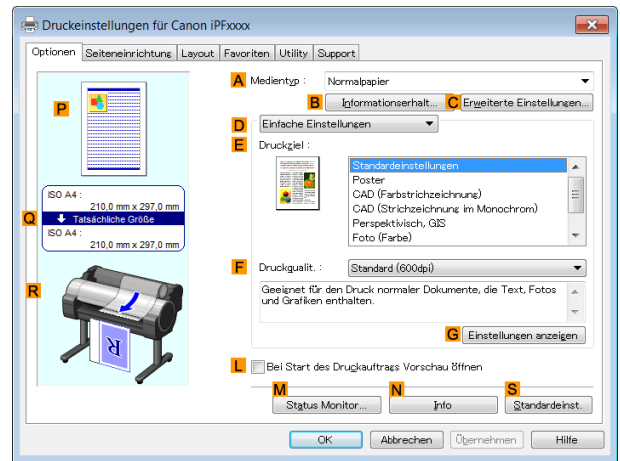 Druckeinstellungen für Canon iPFxxxx
Optionen Seiteneinrichtung Layout Favoriten Utility Support
A Medientyp : Normalpapier
B Informationserhalt... C Erweiterte Einstellungen...
P
D Einfache Einstellungen
E Druckziel :
Standardeinstellungen
Poster
CAD (Farbstrichzeichnung)
CAD (Strichzeichnung im Monochrom)
Perspektivisch, GIS
Foto (Farbe)
ISO A4 :
210,0 mm x 297,0 mm
Q Tatsächliche Größe
ISO A4 :
210,0 mm x 297,0 mm
F Druckqualit. : Standard (600dpi)
Geeignet für den Druck normaler Dokumente, die Text, Fotos
und Grafiken enthalten.
R
R
G Einstellungen anzeigen
L Bei Start des Druckauftrags Vorschau öffnen
M N S
Status Monitor... Info Standardeinst.
OK Abbrechen Übernehmen Hilfe